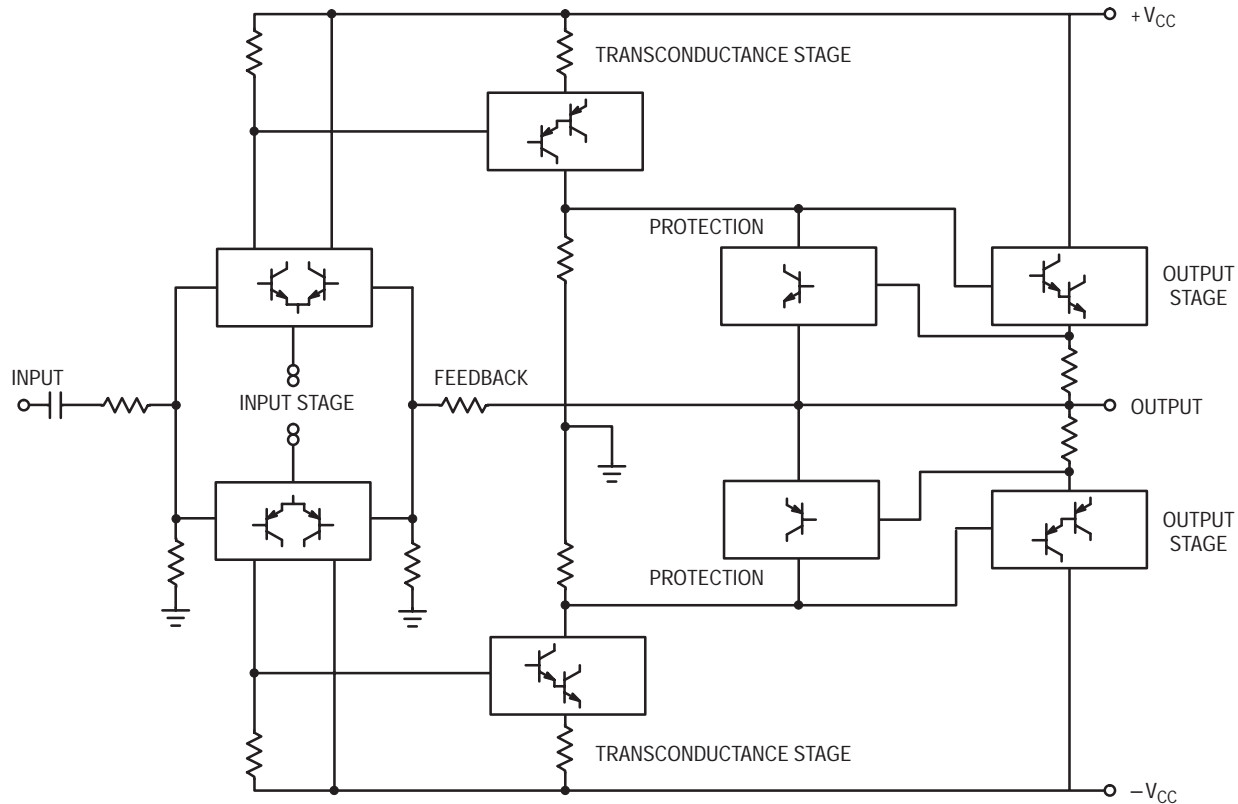 +VCC
TRANSCONDUCTANCE STAGE
PROTECTION
OUTPUT
STAGE
INPUT
FEEDBACK
INPUT STAGE
OUTPUT
OUTPUT
STAGE
PROTECTION
TRANSCONDUCTANCE STAGE
–VCC